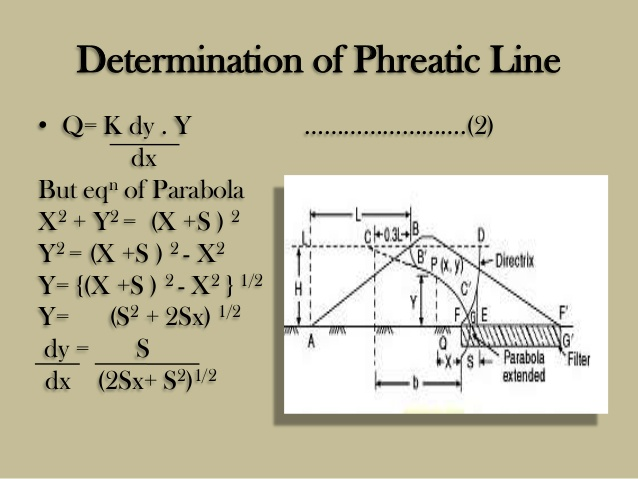 Determination of Phreatic Line
• Q= K dy . Y ……………………(2)
dx
But eqⁿ of Parabola
X² + Y² = (X +S ) ²
Y² = (X +S ) ² - X²
Y= {(X +S ) ² - X² } ¹/²
Y= (S² + 2Sx) ¹/²
dy = S
dx (2Sx+ S²)¹/²
L
L C 0.3L B D
Directrix
B' P (x, y)
H
Y C'
F G E F'
A Q G'
X S
Parabola extended
Filter
b